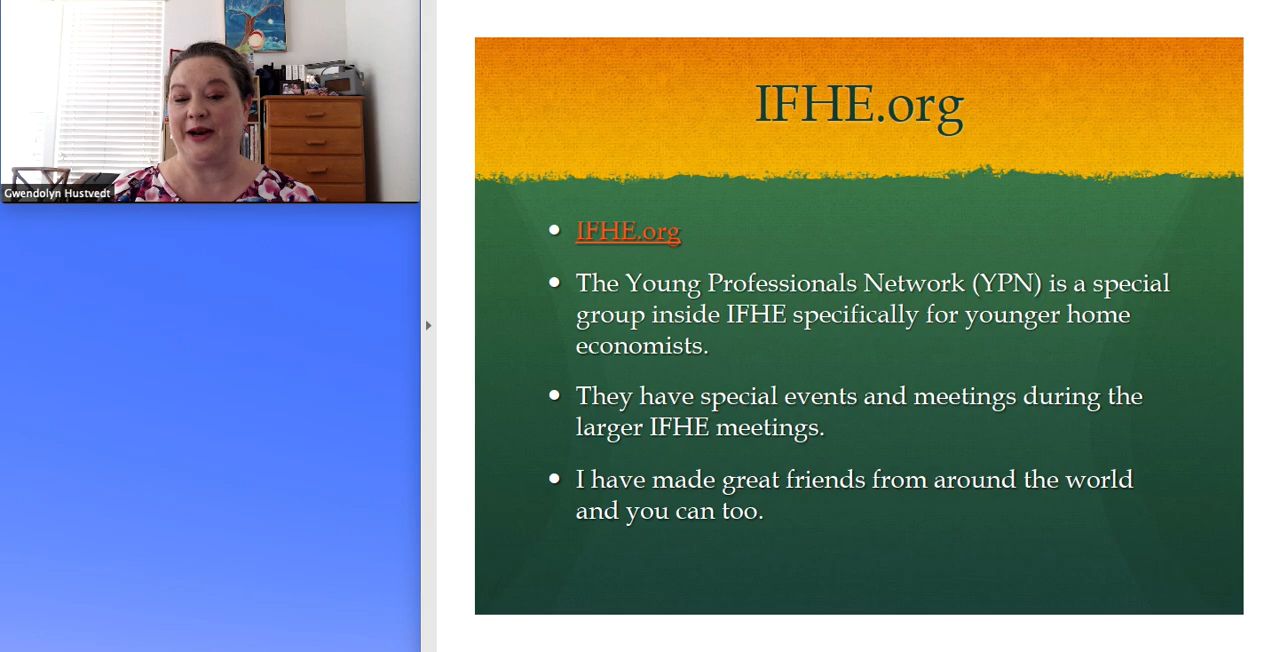 Gwendolyn Hustvedt
IFHE.org
IFHE.org
The Young Professionals Network (YPN) is a special
group inside IFHE specifically for younger home
economists.
They have special events and meetings during the
larger IFHE meetings.
I have made great friends from around the world
and you can too.